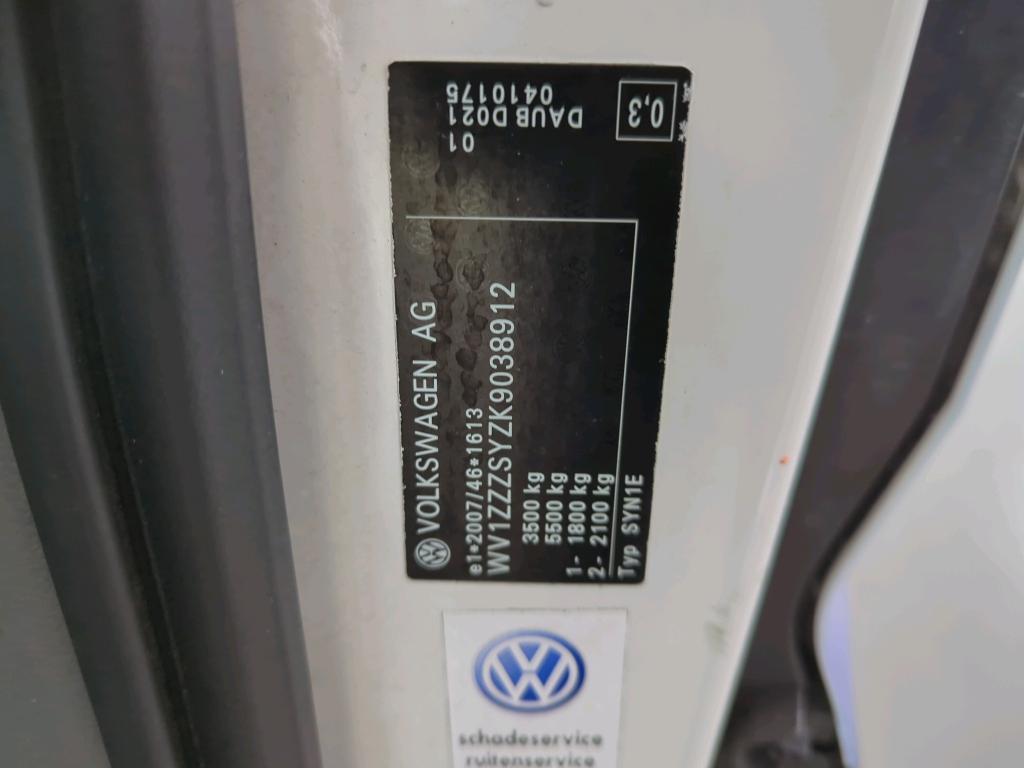 VOLKSWAGEN AG
e1*2007/46*1613
WV1ZZZSYZK9038912
3500 kg
5500 kg
1- 1800 kg
2- 2100 kg
Typ SYN1E
01
DAUB D021
0410175
0,3
schadeservice
ruitenservice